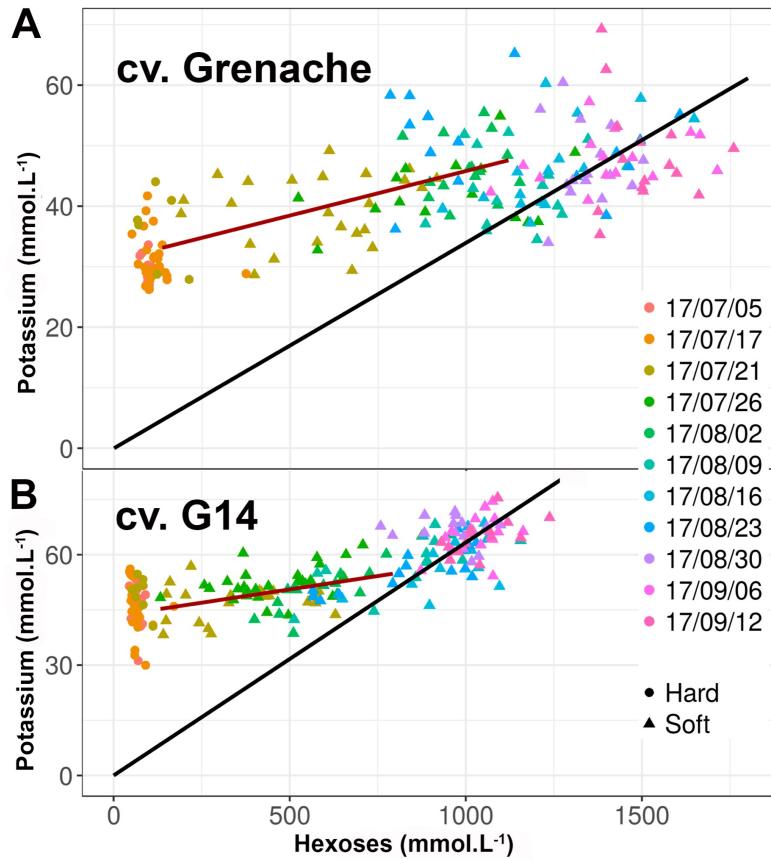 A
cv. Grenache
Potassium (mmol.L-1)
60
40
20
0
17/07/05
17/07/17
17/07/21
17/07/26
17/08/02
17/08/09
17/08/16
17/08/23
17/08/30
17/09/06
17/09/12
Hard
Soft
B
cv. G14
Potassium (mmol.L-1)
60
30
0
0
500
1000
1500
Hexoses (mmol.L-1)